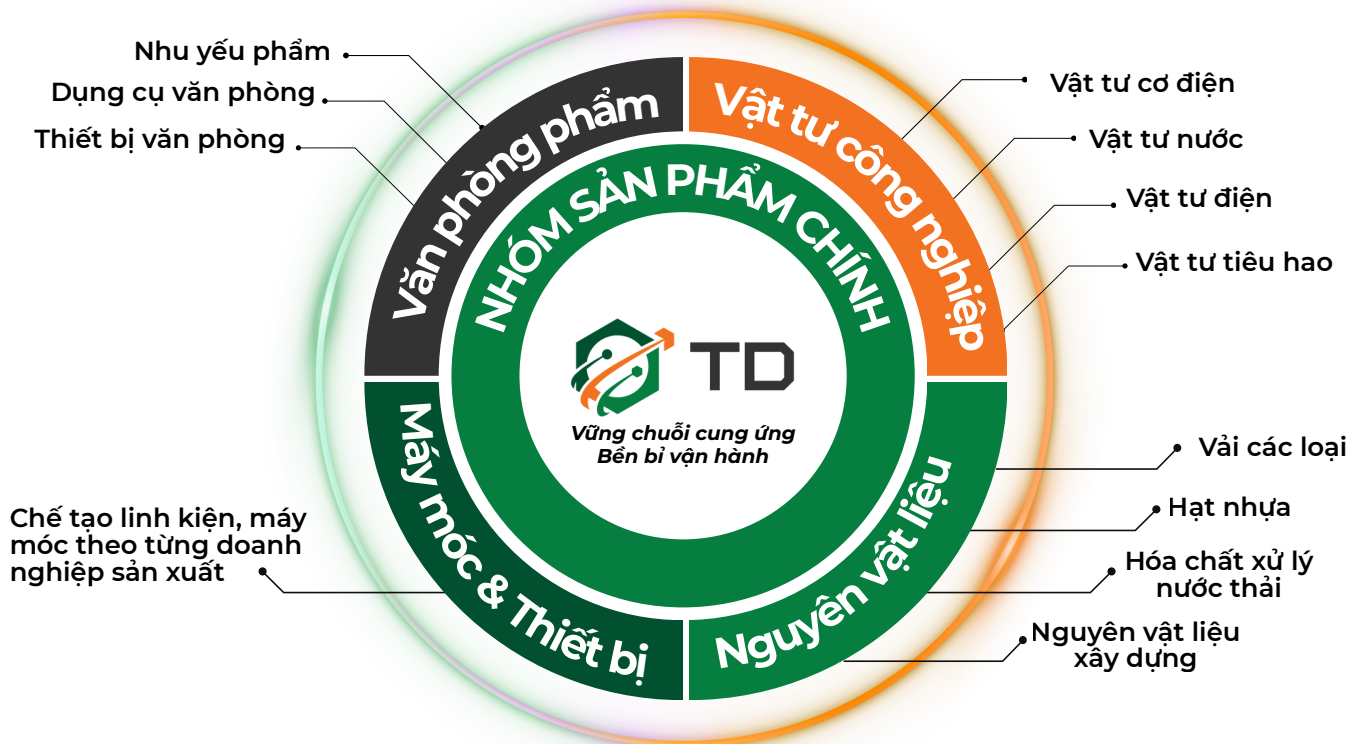 Nhu yếu phẩm
Dụng cụ văn phòng
Thiết bị văn phòng
Văn phòng phẩm
Vật tư công nghiệp
Vật tư cơ điện
Vật tư nước
Vật tư điện
Vật tư tiêu hao
NHÓM SẢN PHẨM CHÍNH
TD
Vững chuỗi cung ứng
Bền bỉ vận hành
Máy móc & Thiết bị
Chế tạo linh kiện, máy
móc theo từng doanh
nghiệp sản xuất
Nguyên vật liệu
Vải các loại
Hạt nhựa
Hóa chất xử lý
nước thải
Nguyên vật liệu
xây dựng